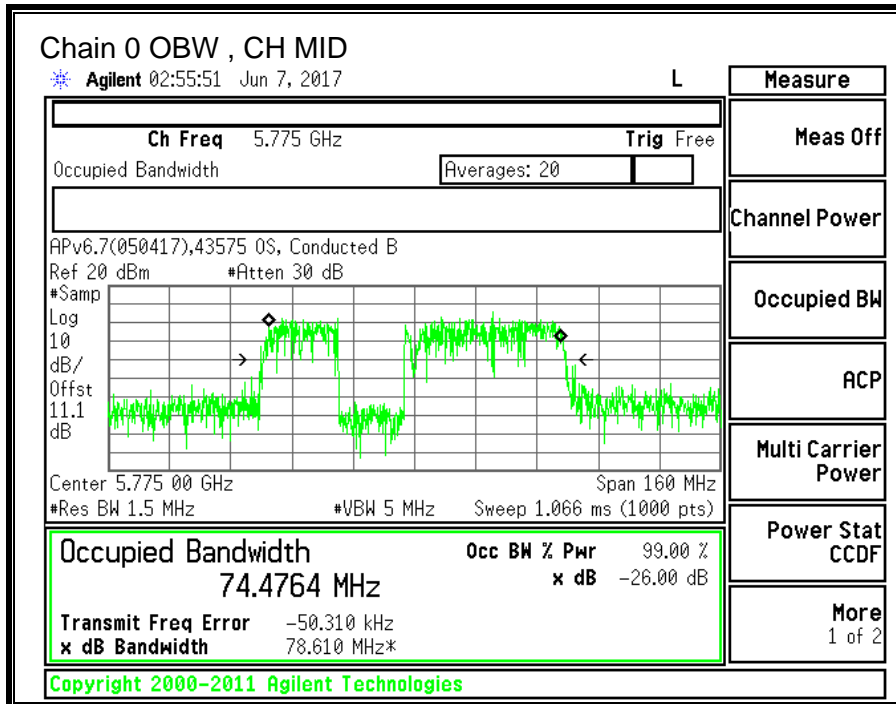 Chain 0 OBW , CH MID
Agilent 02:55:51 Jun 7, 2017 L
Measure
Ch Freq 5.775 GHz Trig Free
Meas Off
Occupied Bandwidth Averages: 20
Channel Power
APv6.7(050417),43575 OS, Conducted B
Ref 20 dBm #Atten 30 dB
#Samp
Log
10
dB/
Offst
11.1
dB
Occupied BW
ACP
Center 5.775 00 GHz Span 160 MHz
#Res BW 1.5 MHz #VBW 5 MHz Sweep 1.066 ms (1000 pts)
Multi Carrier
Power
Occupied Bandwidth Occ BW % Pwr 99.00 %
74.4764 MHz x dB -26.00 dB
Power Stat
CCDF
Transmit Freq Error -50.310 kHz
x dB Bandwidth 78.610 MHz*
More
1 of 2
Copyright 2000-2011 Agilent Technologies